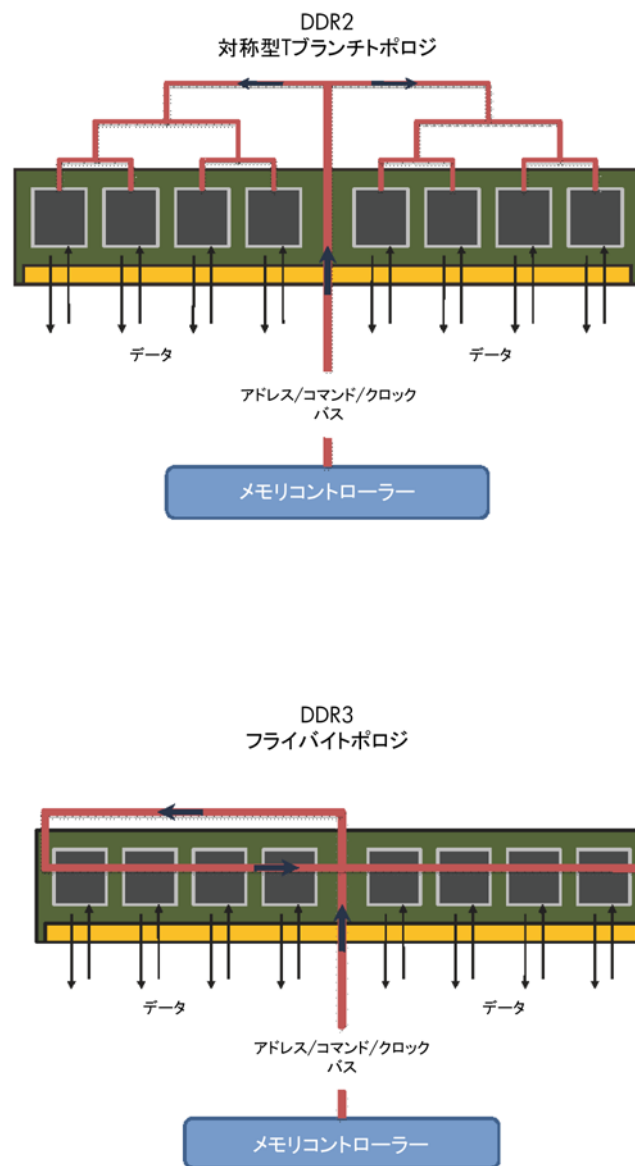 DDR2
対称型Tブランチトポロジ
データ
データ
アドレス/コマンド/クロック
バス
メモリコントローラー
DDR3
フライバイトポロジ
データ
データ
アドレス/コマンド/クロック
バス
メモリコントローラー